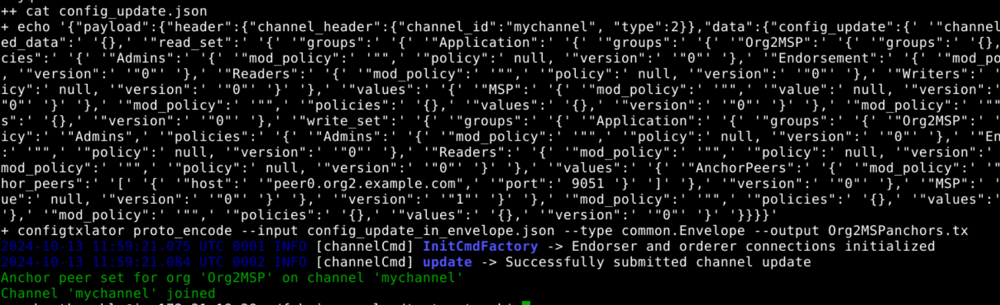 ++ cat config_update.json
+ echo '{"payload":{"header":{"channel_header":{"channel_id":"mychannel", "type":2}},"data":{"config_update":{' '"channel
ed_data":' '{},' '"read_set":' '{' '"groups":' '{' '"Application":' '{' '"groups":' '{' '"Org2MSP":' '{' '"groups":' '{},
cies":' '{' '"Admins":' '{' '"mod_policy":' '"",' '"policy":' null, '"version":' '"0"' '},' '"Endorsement":' '{' '"mod_po
, '"version":' '"0"' '},' '"Readers":' '{' '"mod_policy":' '"",' '"policy":' null, '"version":' '"0"' '},' '"Writers":' '
icy":' null, '"version":' '"0"' '}' '},' '"values":' '{' '"MSP":' '{' '"mod_policy":' '"",' '"value":' null, '"version":
"0"' '}' '},' '"mod_policy":' '"",' '"policies":' '{},' '"values":' '{},' '"version":' '"0"' '}' '},' '"mod_policy":' '""
s":' '{},' '"version":' '"0"' '},' '"write_set":' '{' '"groups":' '{' '"Application":' '{' '"groups":' '{' '"Org2MSP":' '
icy":' '"Admins",' '"policies":' '{' '"Admins":' '{' '"mod_policy":' '"",' '"policy":' null, '"version":' '"0"' '},' '"En
:' '"",' '"policy":' null, '"version":' '"0"' '},' '"Readers":' '{' '"mod_policy":' '"",' '"policy":' null, '"version":'
mod_policy":' '"",' '"policy":' null, '"version":' '"0"' '}' '},' '"values":' '{' '"AnchorPeers":' '{' '"mod_policy":' '"
hor_peers":' '[' '{' '"host":' '"peer0.org2.example.com",' '"port":' 9051 '}' ']' '},' '"version":' '"0"' '},' '"MSP":'
ue":' null, '"version":' '"0"' '}' '},' '"version":' '"1"' '}' '},' '"mod_policy":' '"",' '"policies":' '{},' '"values":'
'},' '"mod_policy":' '"",' '"policies":' '{},' '"values":' '{},' '"version":' '"0"' '}' '}}}}'
+ configtxlator proto_encode --input config_update_in_envelope.json --type common.Envelope --output Org2MSPanchors.tx
2024-10-13 11:59:21.075 UTC 0001 INFO [channelCmd] InitCmdFactory -> Endorser and orderer connections initialized
2024-10-13 11:59:21.084 UTC 0002 INFO [channelCmd] update -> Successfully submitted channel update
Anchor peer set for org 'Org2MSP' on channel 'mychannel'
Channel 'mychannel' joined